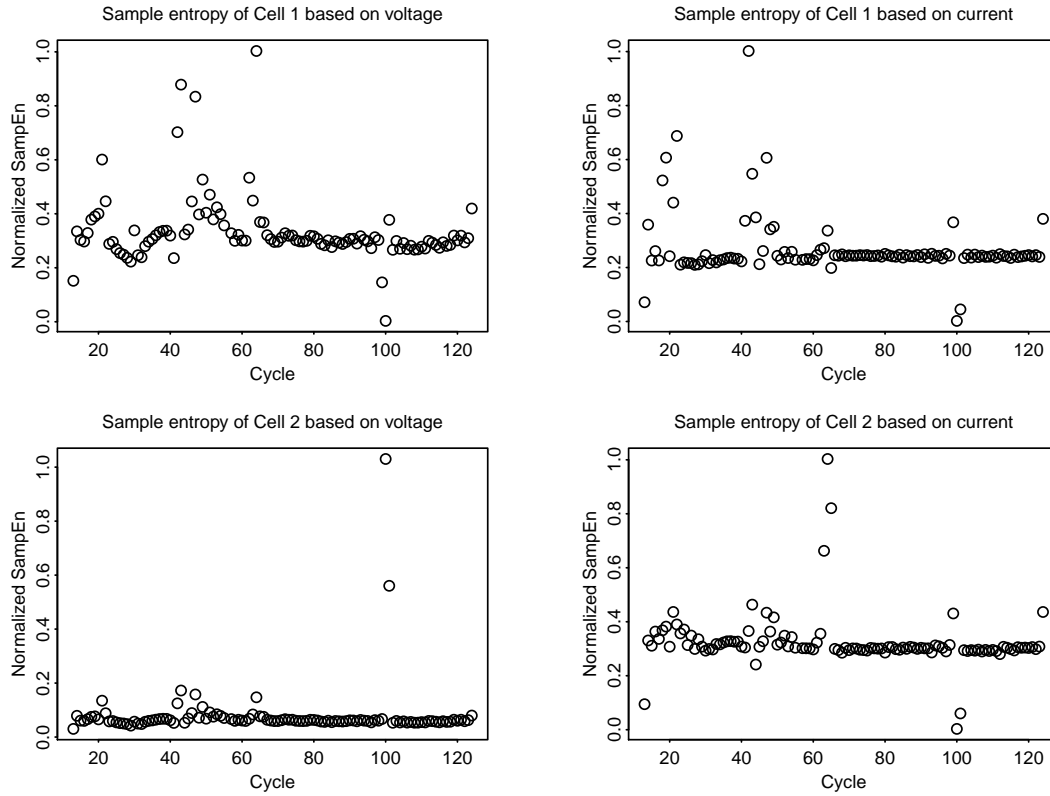 Sample entropy of Cell 1 based on voltage
Normalized SampEn
0.0 0.2 0.4 0.6 0.8 1.0
20 40 60 80 100 120
Cycle
Sample entropy of Cell 1 based on current
Normalized SampEn
0.0 0.2 0.4 0.6 0.8 1.0
20 40 60 80 100 120
Cycle
Sample entropy of Cell 2 based on voltage
Normalized SampEn
0.0 0.2 0.4 0.6 0.8 1.0
20 40 60 80 100 120
Cycle
Sample entropy of Cell 2 based on current
Normalized SampEn
0.0 0.2 0.4 0.6 0.8 1.0
20 40 60 80 100 120
Cycle